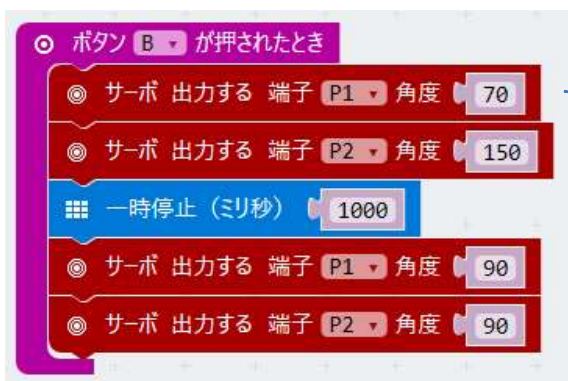 ボタン B が押されたとき
サーボ 出力する 端子 P1 角度 70
サーボ 出力する 端子 P2 角度 150
一時停止 (ミリ秒) 1000
サーボ 出力する 端子 P1 角度 90
サーボ 出力する 端子 P2 角度 90